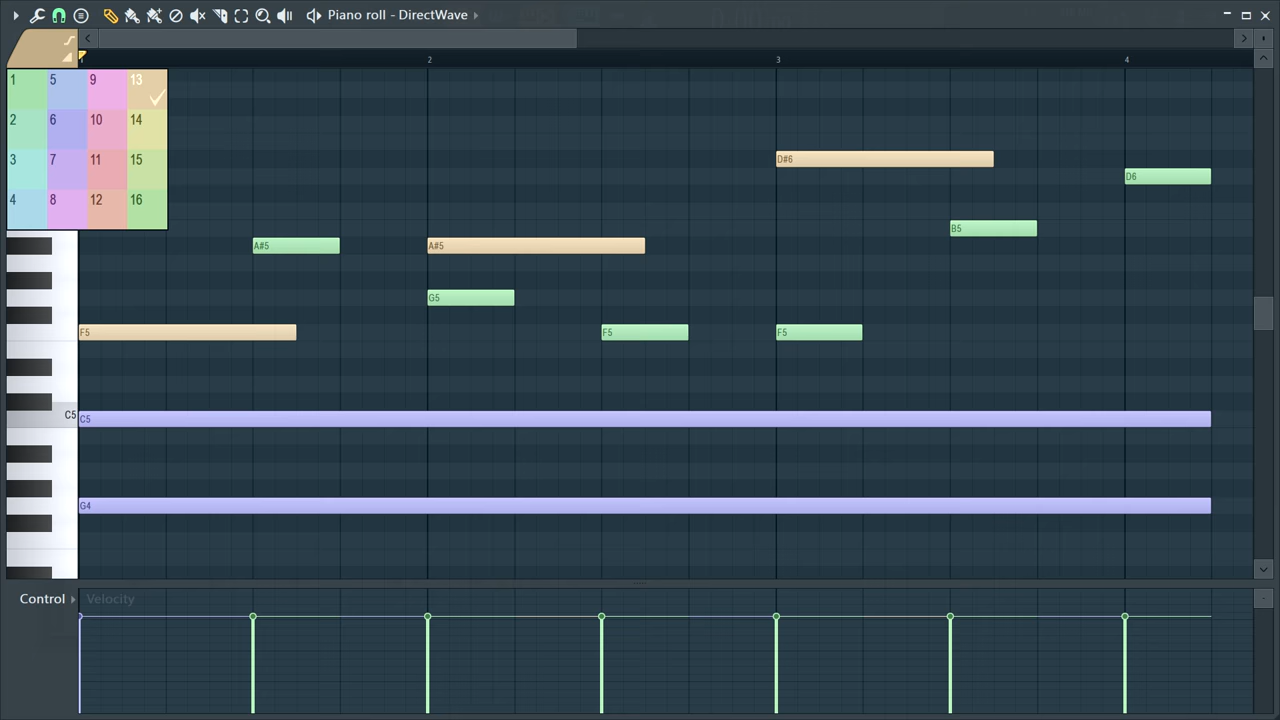 Piano roll - DirectWave
1 2 3 4
1 5 9 13
2 6 10 14
3 7 11 15
4 8 12 16
D#6
D6
B5
A#5 A#5
G5
F5 F5 F5
C5 C5
G4
Control Velocity